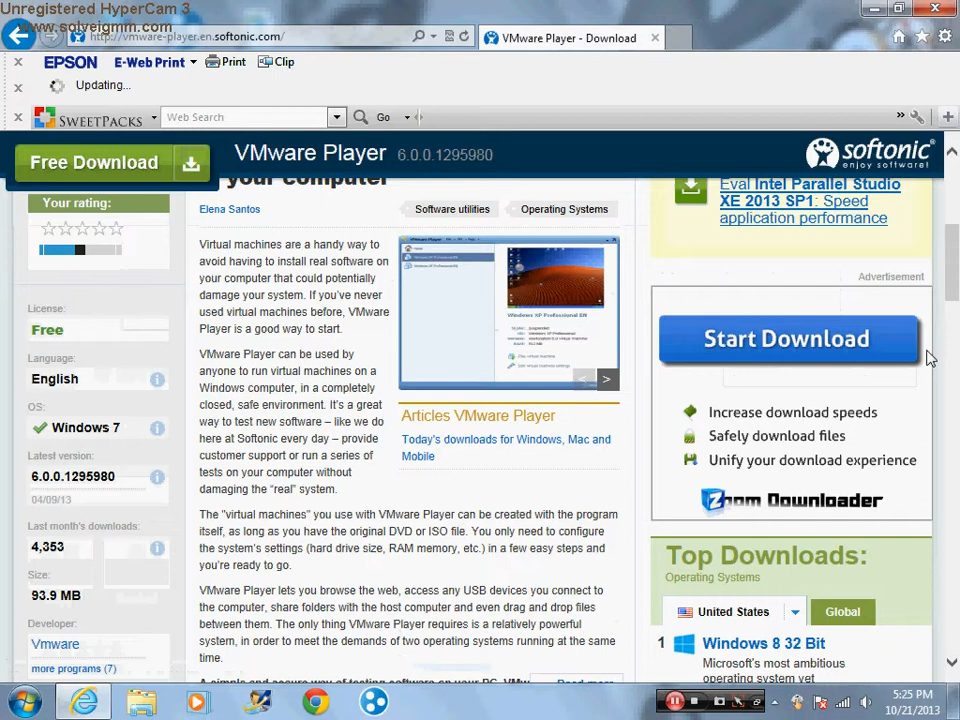 Unregistered HyperCam 3
www.solveigmm.com
http://vmware-player.en.softonic.com/
VMware Player - Download
EPSON E-Web Print Print Clip
Updating...
SWEETPACKS Web Search Go
Free Download VMware Player 6.0.0.1295980 softonic
enjoy software!
your computer
Your rating:
Elena Santos Software utilities Operating Systems
Virtual machines are a handy way to
avoid having to install real software on
your computer that could potentially
damage your system. If you've never
used virtual machines before, VMware
Player is a good way to start.
VMware Player can be used by
anyone to run virtual machines on a
Windows computer, in a completely
closed, safe environment. It's a great
way to test new software – like we do
here at Softonic every day – provide
customer support or run a series of
tests on your computer without
damaging the "real" system.
The "virtual machines" you use with VMware Player can be created with the program
itself, as long as you have the original DVD or ISO file. You only need to configure
the system's settings (hard drive size, RAM memory, etc.) in a few easy steps and
you're ready to go.
VMware Player lets you browse the web, access any USB devices you connect to
the computer, share folders with the host computer and even drag and drop files
between them. The only thing VMware Player requires is a relatively powerful
system, in order to meet the demands of two operating systems running at the same
time.
A simple and secure way of testing software on your PC, VMw
Read more
Windows XP Professional EN
< >
Articles VMware Player
Today's downloads for Windows, Mac and
Mobile
License:
Free
Language:
English
OS:
Windows 7
Latest version:
6.0.0.1295980
04/09/13
Last month's downloads:
4,353
Size:
93.9 MB
Developer:
Vmware
more programs (7)
Eval Intel Parallel Studio
XE 2013 SP1: Speed
application performance
Advertisement
Start Download
Increase download speeds
Safely download files
Unify your download experience
Zoom Downloader
Top Downloads:
Operating Systems
United States Global
1 Windows 8 32 Bit
Microsoft's most ambitious
operating system yet
5:25 PM
10/21/2013